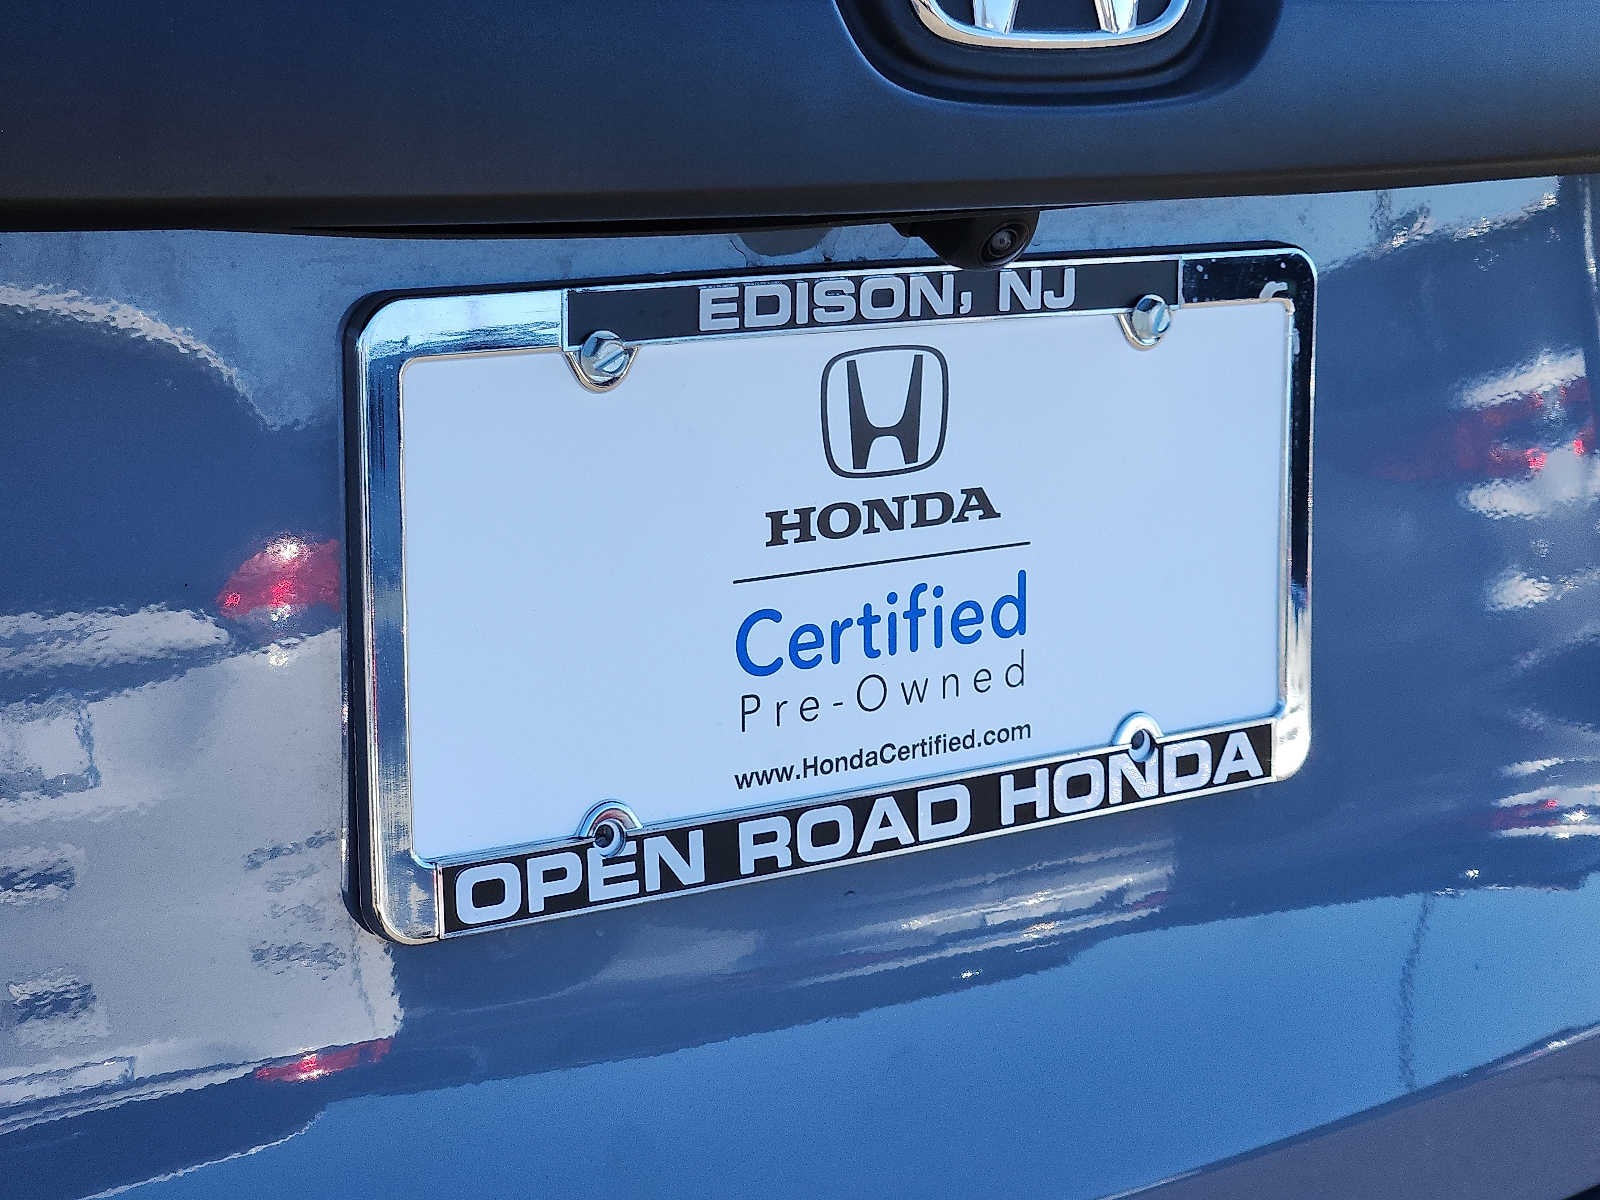 EDISON, NJ
HONDA
Certified
Pre-Owned
www.HondaCertified.com
OPEN ROAD HONDA